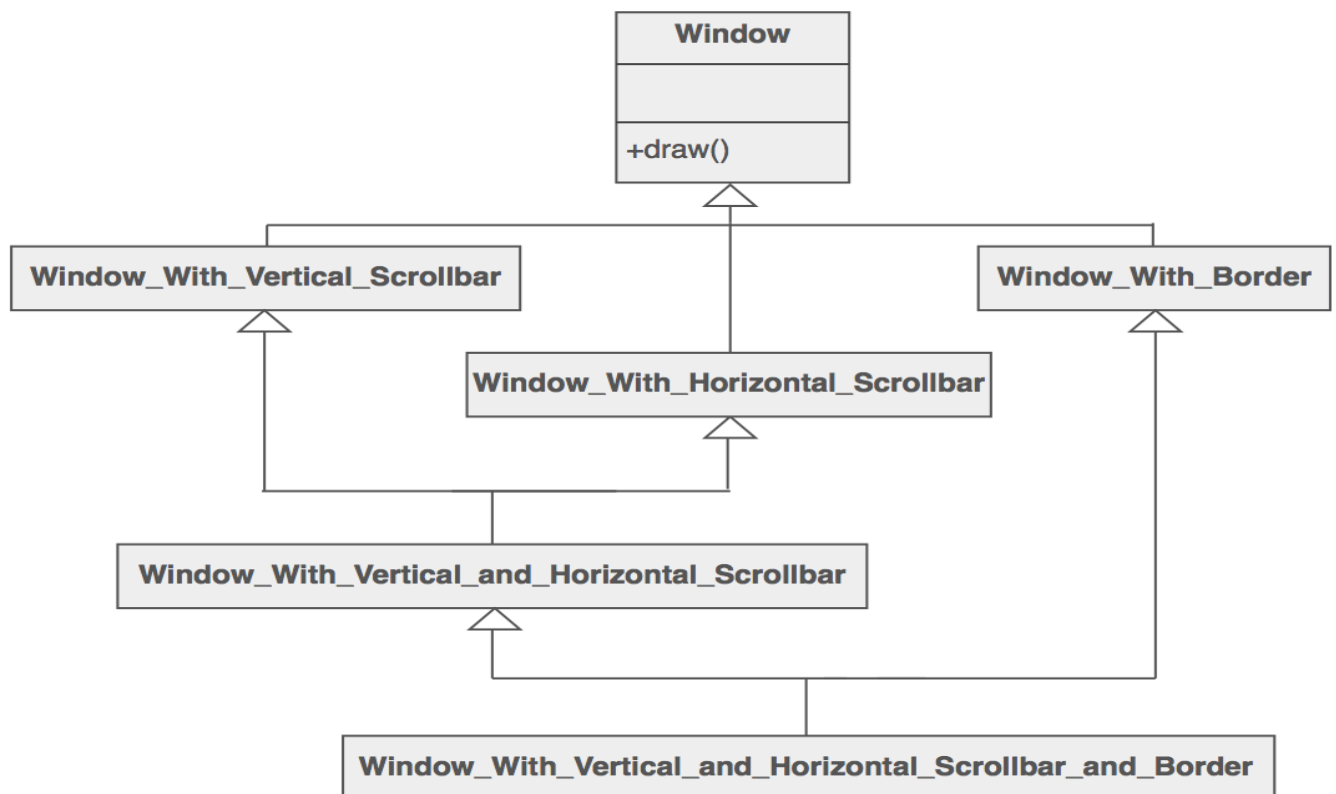 Window
+draw()
Window_With_Vertical_Scrollbar
Window_With_Border
Window_With_Horizontal_Scrollbar
Window_With_Vertical_and_Horizontal_Scrollbar
Window_With_Vertical_and_Horizontal_Scrollbar_and_Border